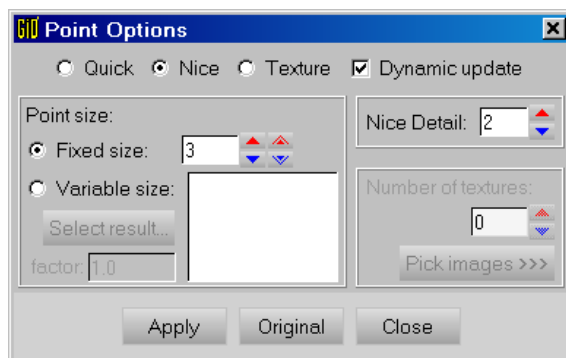 GiD Point Options
Quick Nice Texture Dynamic update
Point size:
Fixed size: 3
Variable size:
Select result...
factor: 1.0
Nice Detail: 2
Number of textures:
0
Pick images >>>
Apply Original Close